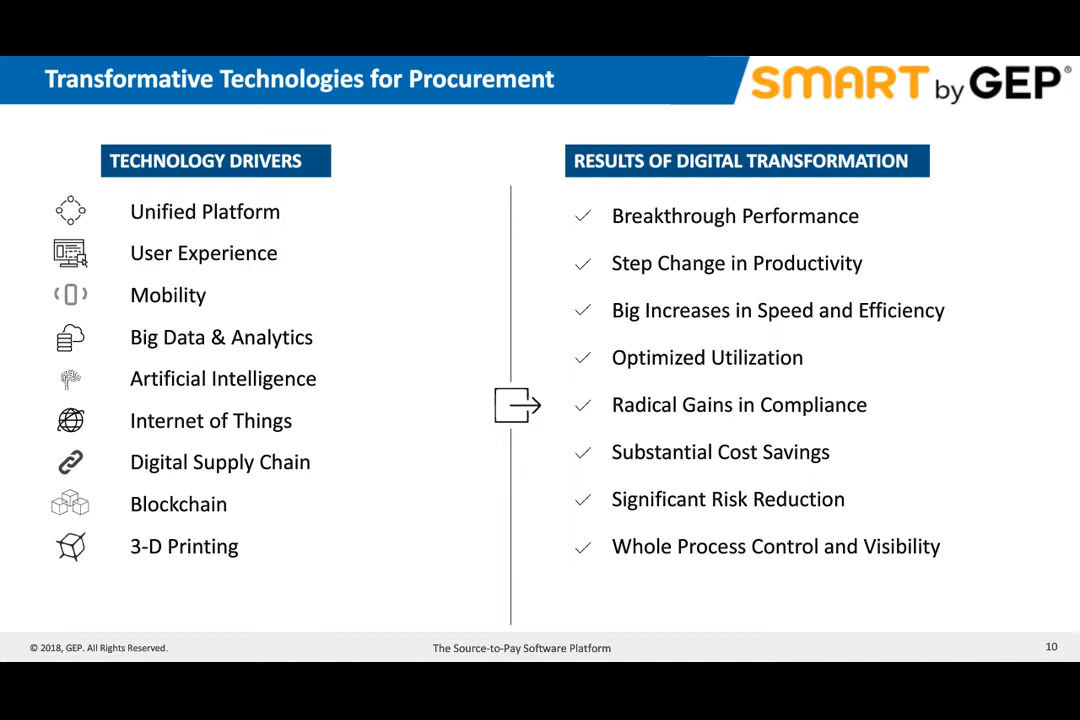 Transformative Technologies for Procurement
SMART by GEP®
TECHNOLOGY DRIVERS
Unified Platform
User Experience
Mobility
Big Data & Analytics
Artificial Intelligence
Internet of Things
Digital Supply Chain
Blockchain
3-D Printing
RESULTS OF DIGITAL TRANSFORMATION
Breakthrough Performance
Step Change in Productivity
Big Increases in Speed and Efficiency
Optimized Utilization
Radical Gains in Compliance
Substantial Cost Savings
Significant Risk Reduction
Whole Process Control and Visibility
© 2018, GEP. All Rights Reserved.
The Source-to-Pay Software Platform
10